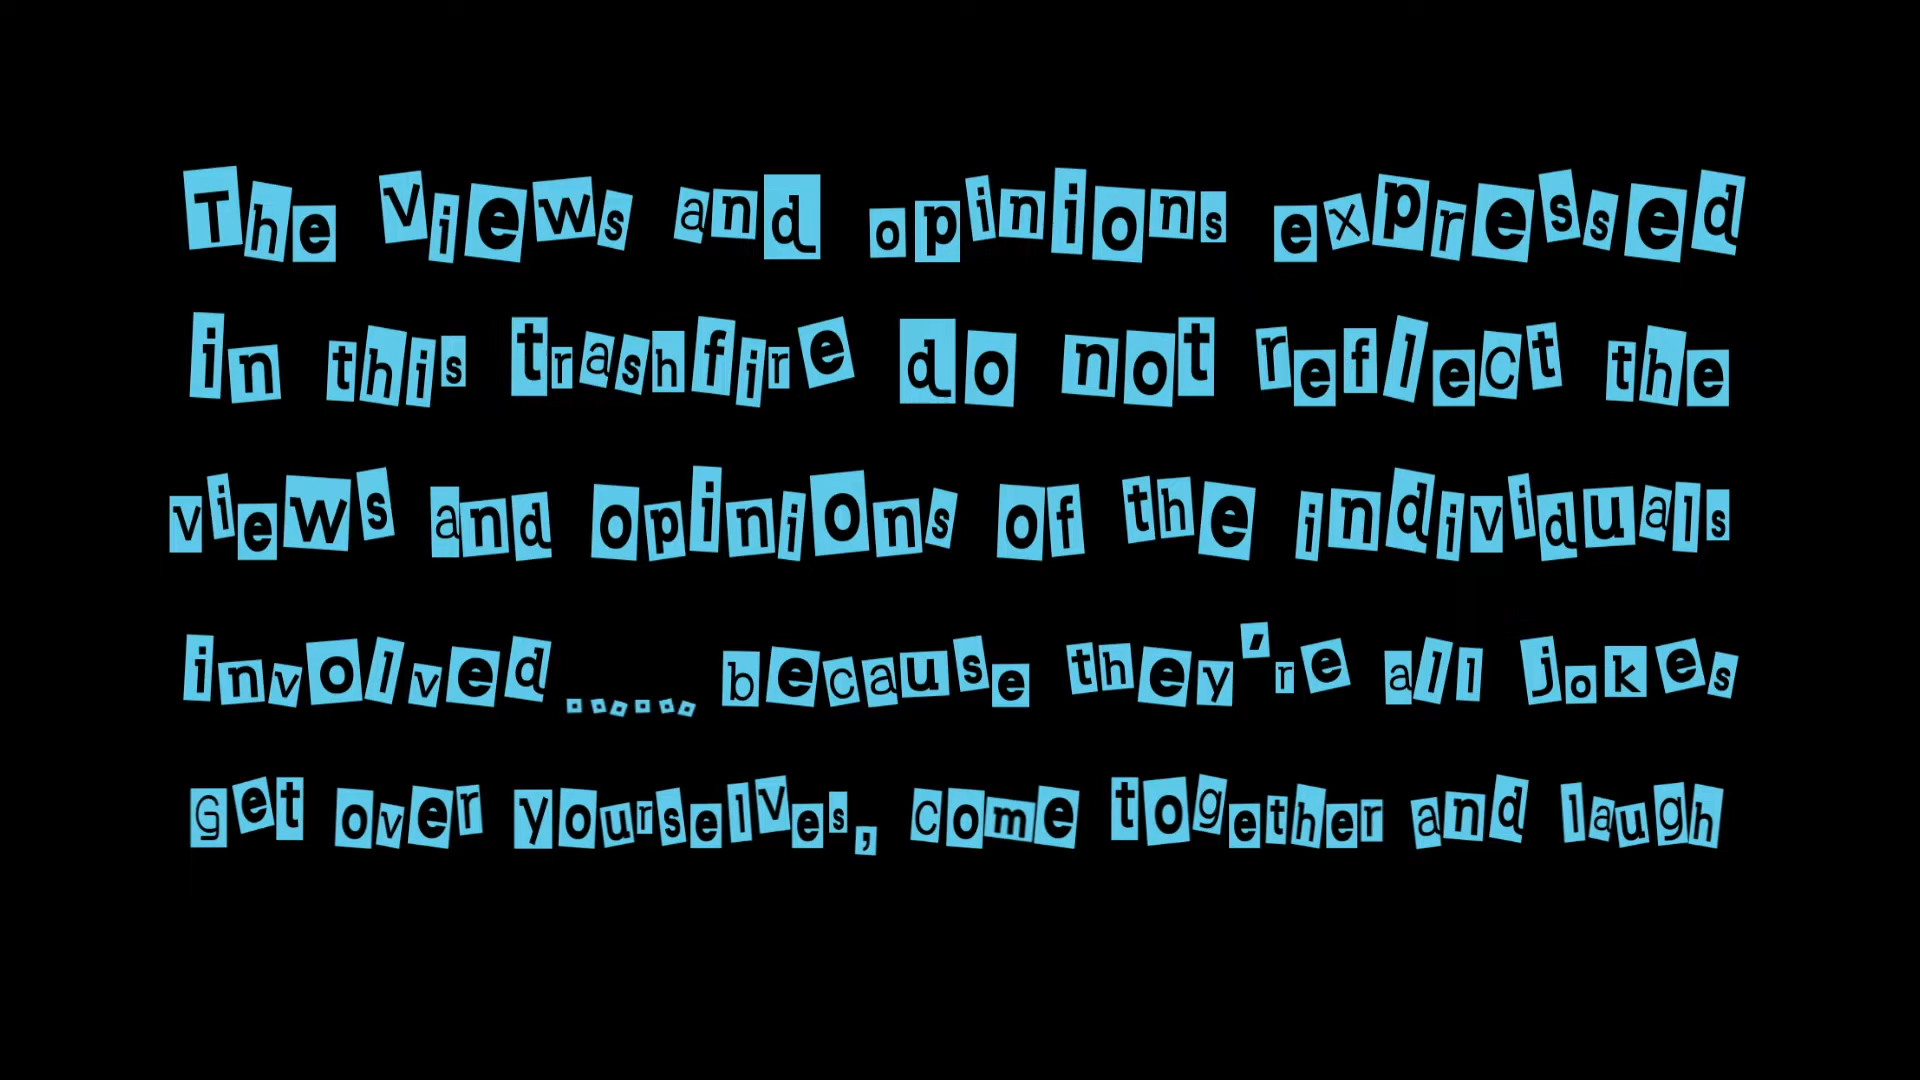 The views and opinions expressed
in this trashfire do not reflect the
views and opinions of the individuals
involved...... because they're all jokes
Get over yourselves, come together and laugh